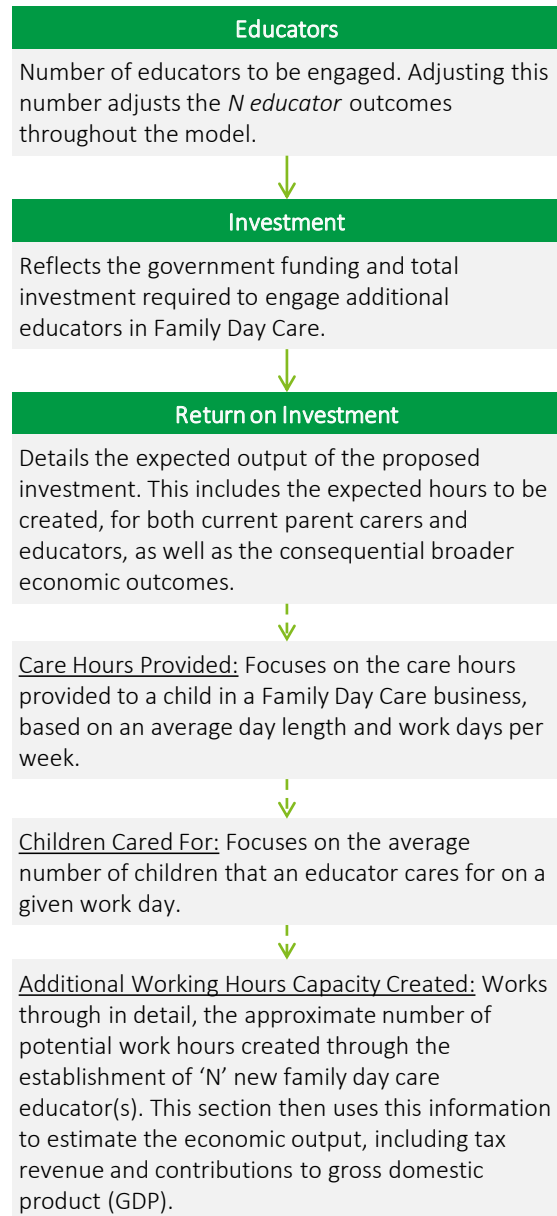 Educators
Number of educators to be engaged. Adjusting this
number adjusts the N educator outcomes
throughout the model.
Investment
Reflects the government funding and total
investment required to engage additional
educators in Family Day Care.
Return on Investment
Details the expected output of the proposed
investment. This includes the expected hours to be
created, for both current parent carers and
educators, as well as the consequential broader
economic outcomes.
Care Hours Provided: Focuses on the care hours
provided to a child in a Family Day Care business,
based on an average day length and work days per
week.
Children Cared For: Focuses on the average
number of children that an educator cares for on a
given work day.
Additional Working Hours Capacity Created: Works
through in detail, the approximate number of
potential work hours created through the
establishment of ‘N’ new family day care
educator(s). This section then uses this information
to estimate the economic output, including tax
revenue and contributions to gross domestic
product (GDP).